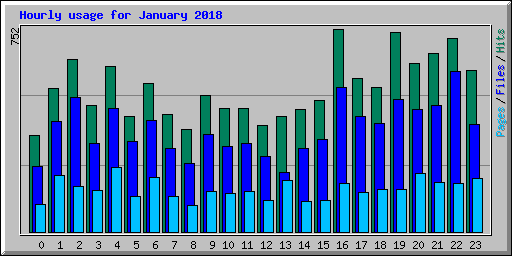 Hourly usage for January 2018
752
Pages / Files / Hits
0 1 2 3 4 5 6 7 8 9 10 11 12 13 14 15 16 17 18 19 20 21 22 23